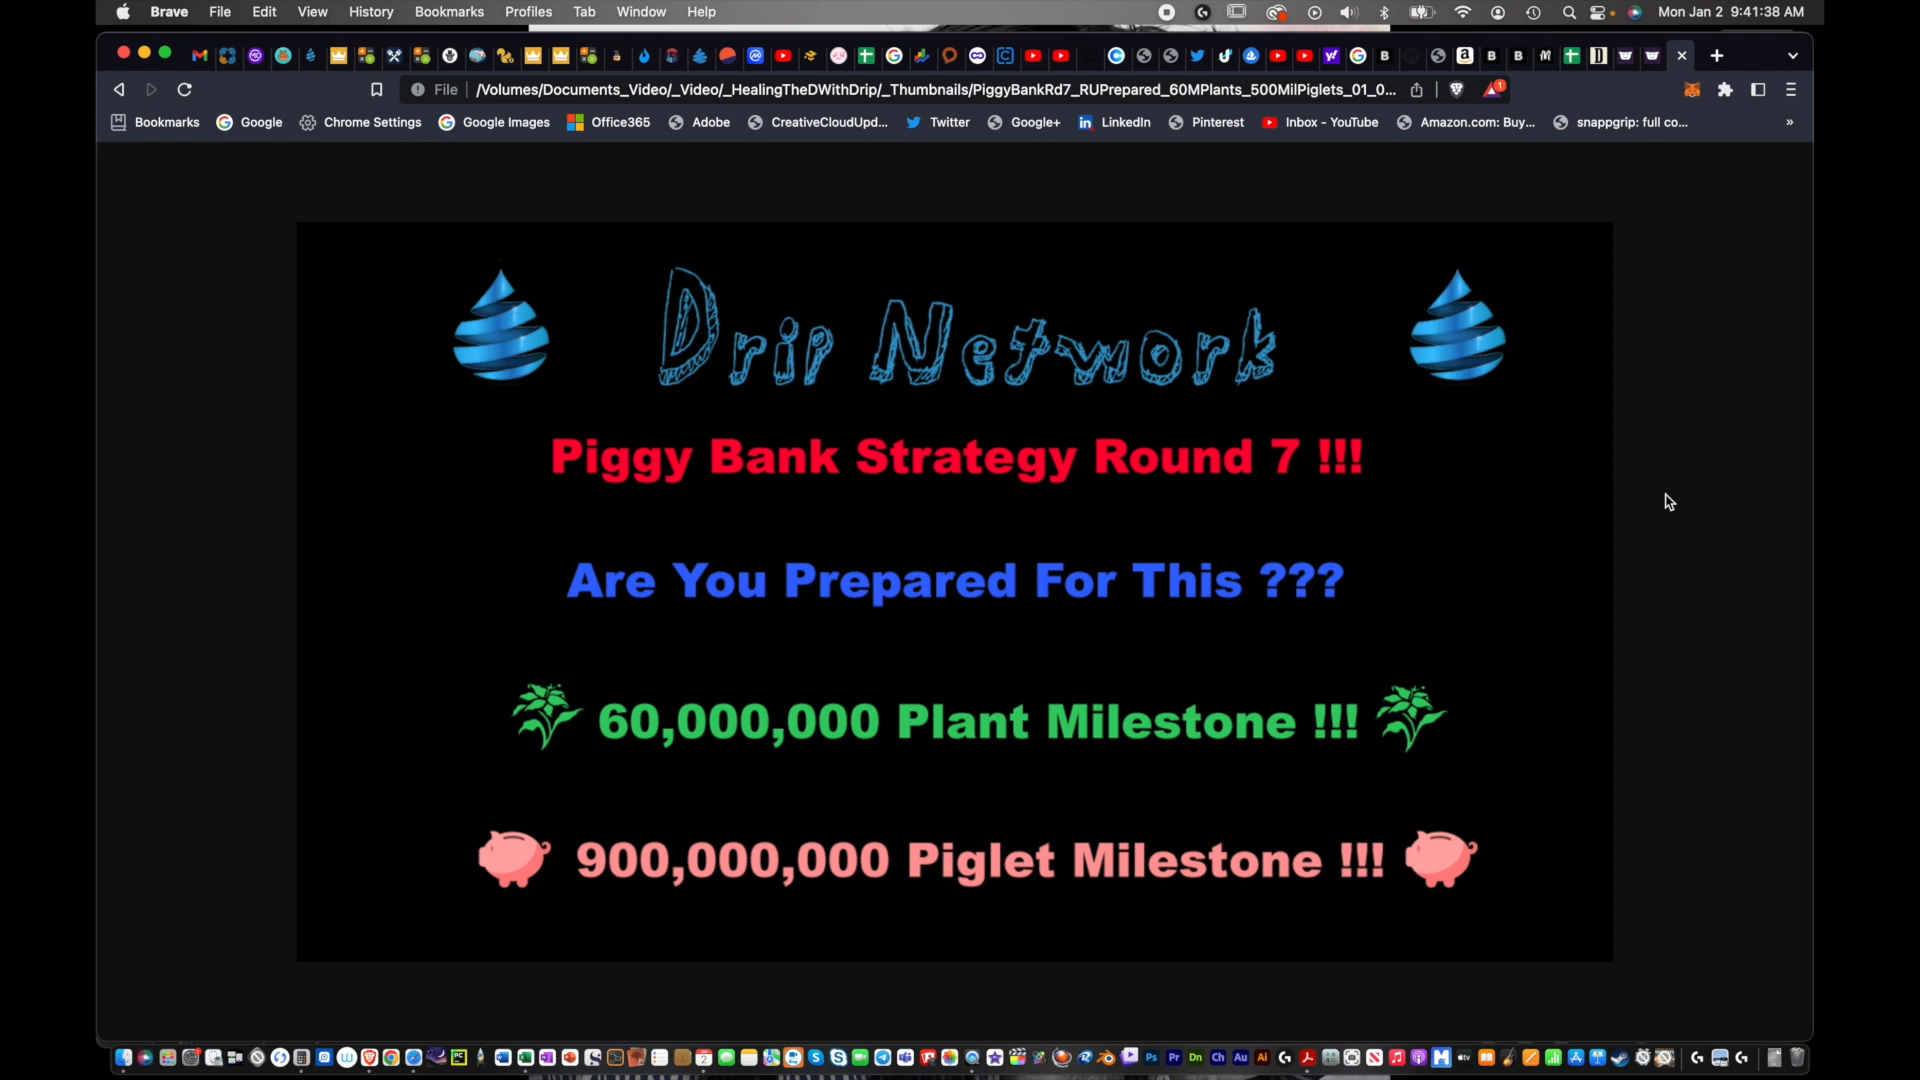 Brave File Edit View History Bookmarks Profiles Tab Window Help Mon Jan 2 9:41:38 AM
File /Volumes/Documents_Video/_Video/_HealingTheDWithDrip/_Thumbnails/PiggyBankRd7_RUPrepared_60MPlants_500MilPiglets_01_0...
Bookmarks Google Chrome Settings Google Images Office365 Adobe CreativeCloudUpd... Twitter Google+ LinkedIn Pinterest Inbox - YouTube Amazon.com: Buy... snappgrip: full co... »
Drip Network
Piggy Bank Strategy Round 7 !!!
Are You Prepared For This ???
60,000,000 Plant Milestone !!!
900,000,000 Piglet Milestone !!!